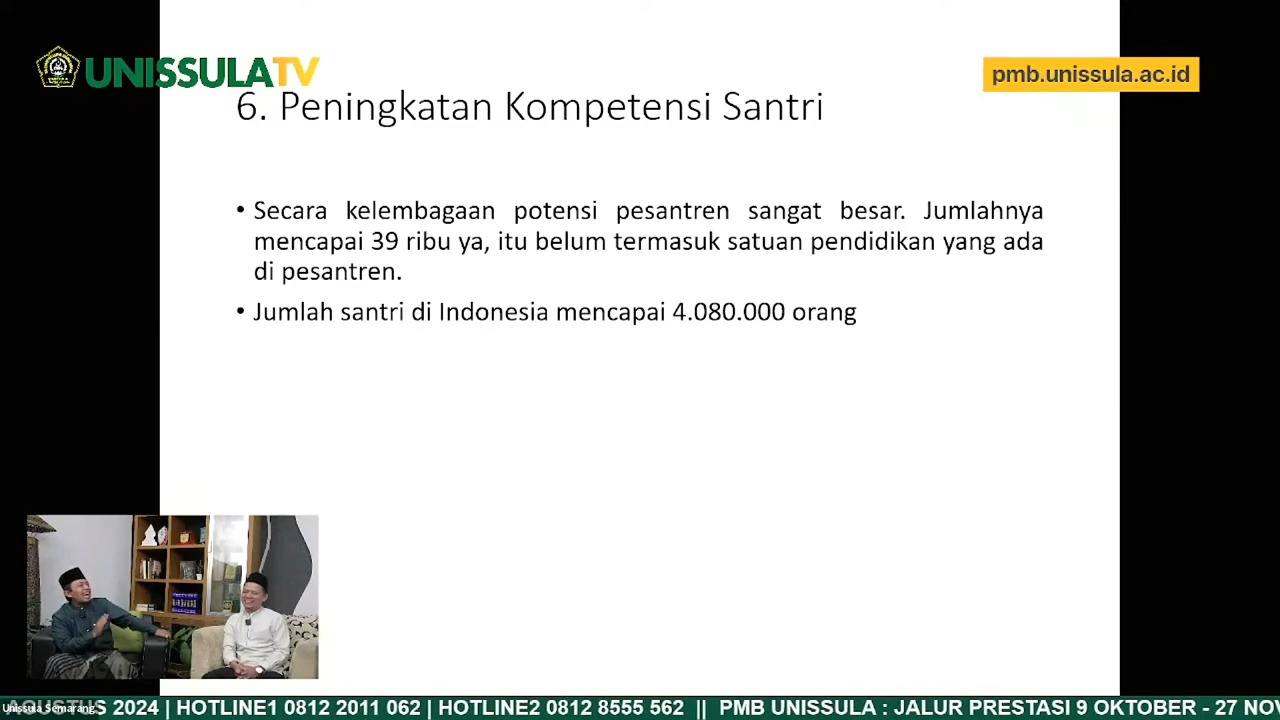 UNISSULATV
pmb.unissula.ac.id
6. Peningkatan Kompetensi Santri
• Secara kelembagaan potensi pesantren sangat besar. Jumlahnya
mencapai 39 ribu ya, itu belum termasuk satuan pendidikan yang ada
di pesantren.
• Jumlah santri di Indonesia mencapai 4.080.000 orang
Unissula Semarang
AGUSTUS 2024 | HOTLINE1 0812 2011 062 | HOTLINE2 0812 8555 562 || PMB UNISSULA : JALUR PRESTASI 9 OKTOBER - 27 NOV